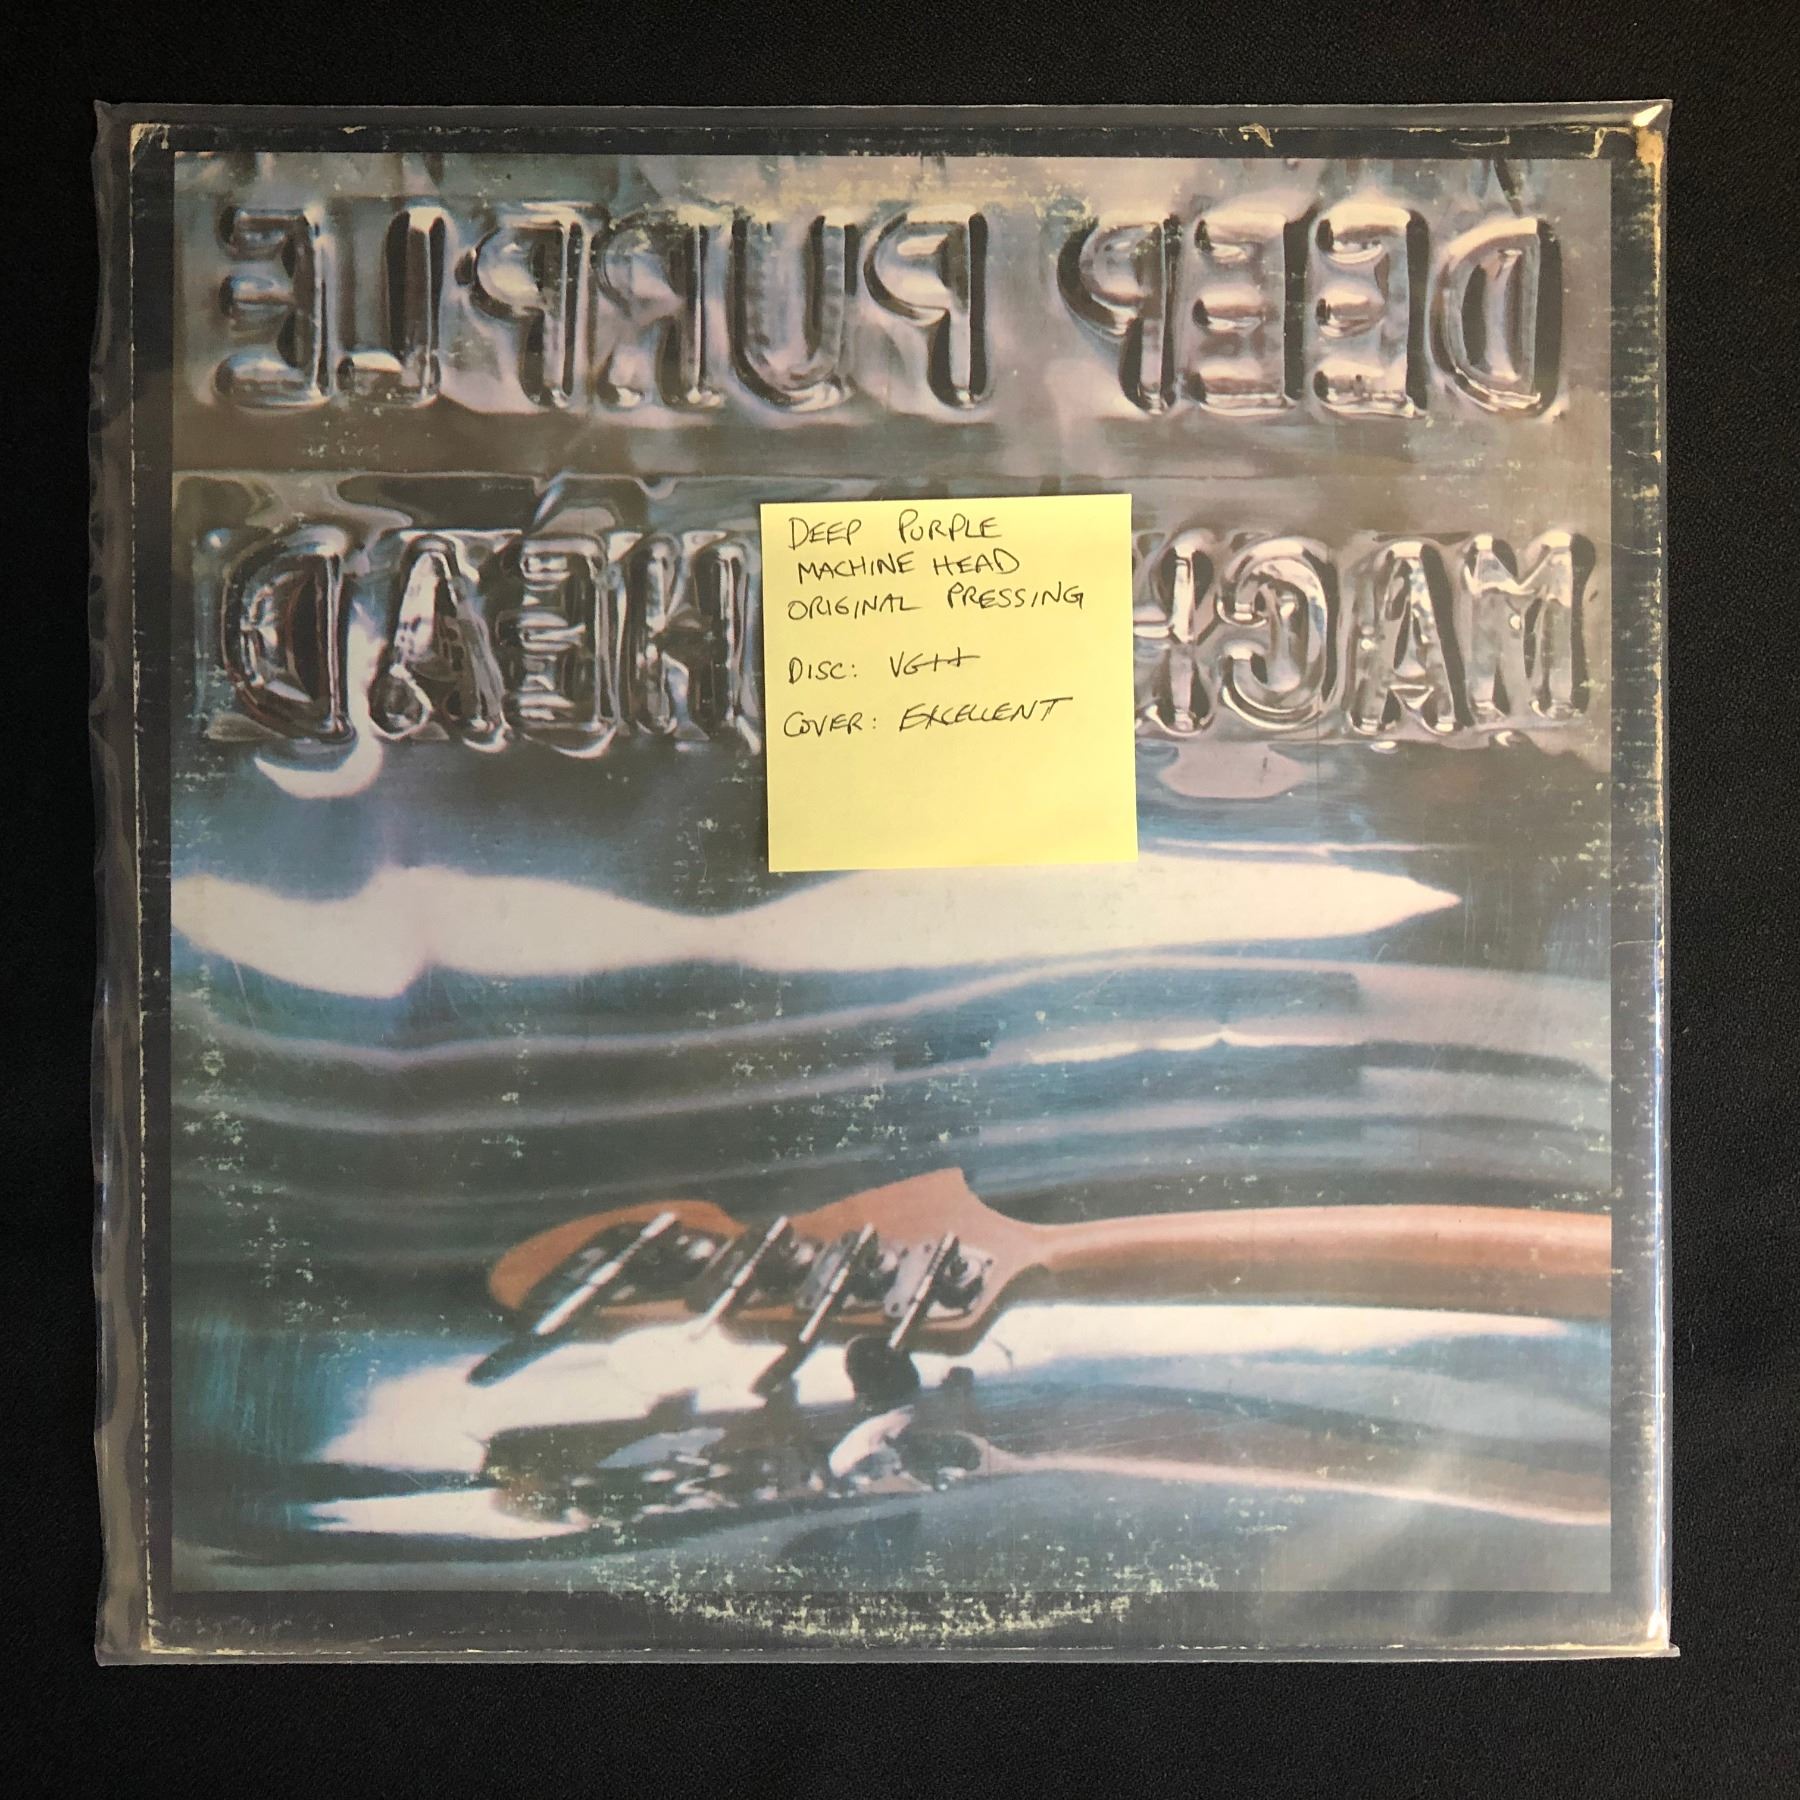 DEEP PURPLE
MACHINE HEAD
DEEP PURPLE
MACHINE HEAD
ORIGINAL PRESSING
DISC: VG++
COVER: EXCELLENT